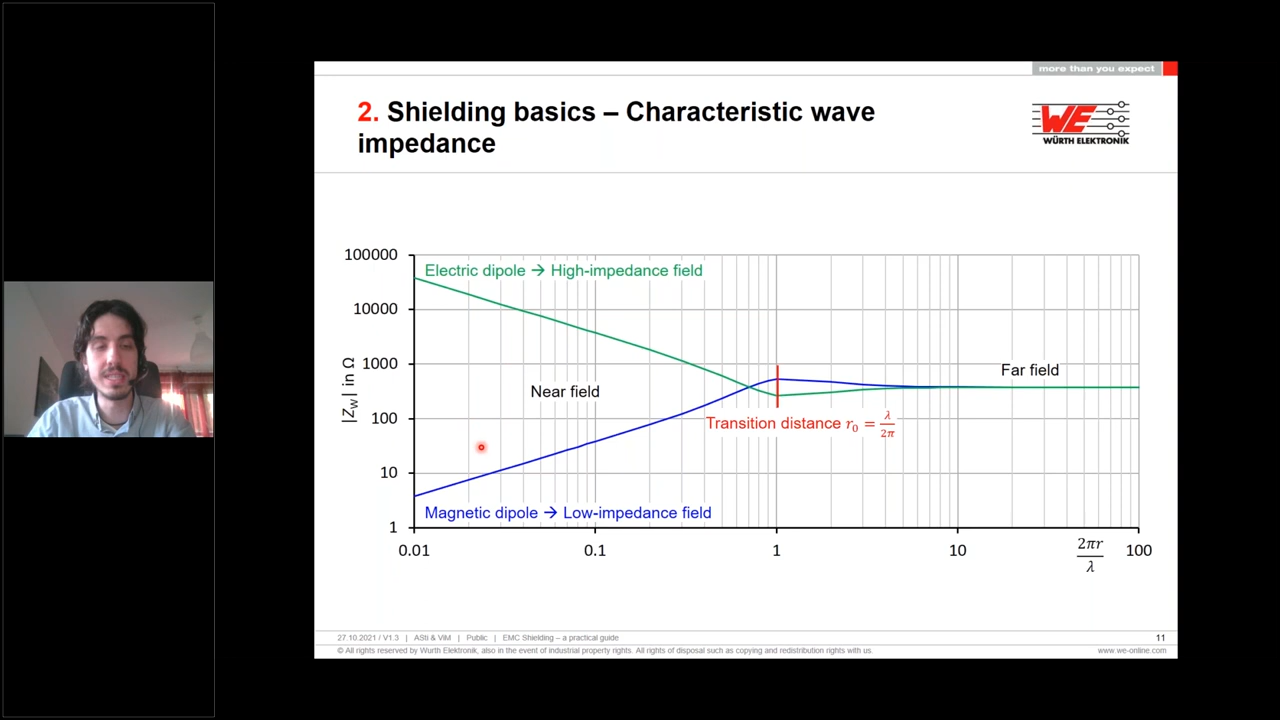 more than you expect
2. Shielding basics – Characteristic wave
impedance
WE
WÜRTH ELEKTRONIK
|Z_W| in Ω
100000
10000
1000
100
10
1
Electric dipole → High-impedance field
Near field
Far field
Transition distance r₀ = λ/2π
Magnetic dipole → Low-impedance field
0.01
0.1
1
10
100
2πr/λ
27.10.2021 / V1.3 | ASti & ViM | Public | EMC Shielding – a practical guide
11
© All rights reserved by Wurth Elektronik, also in the event of industrial property rights. All rights of disposal such as copying and redistribution rights with us.
www.we-online.com